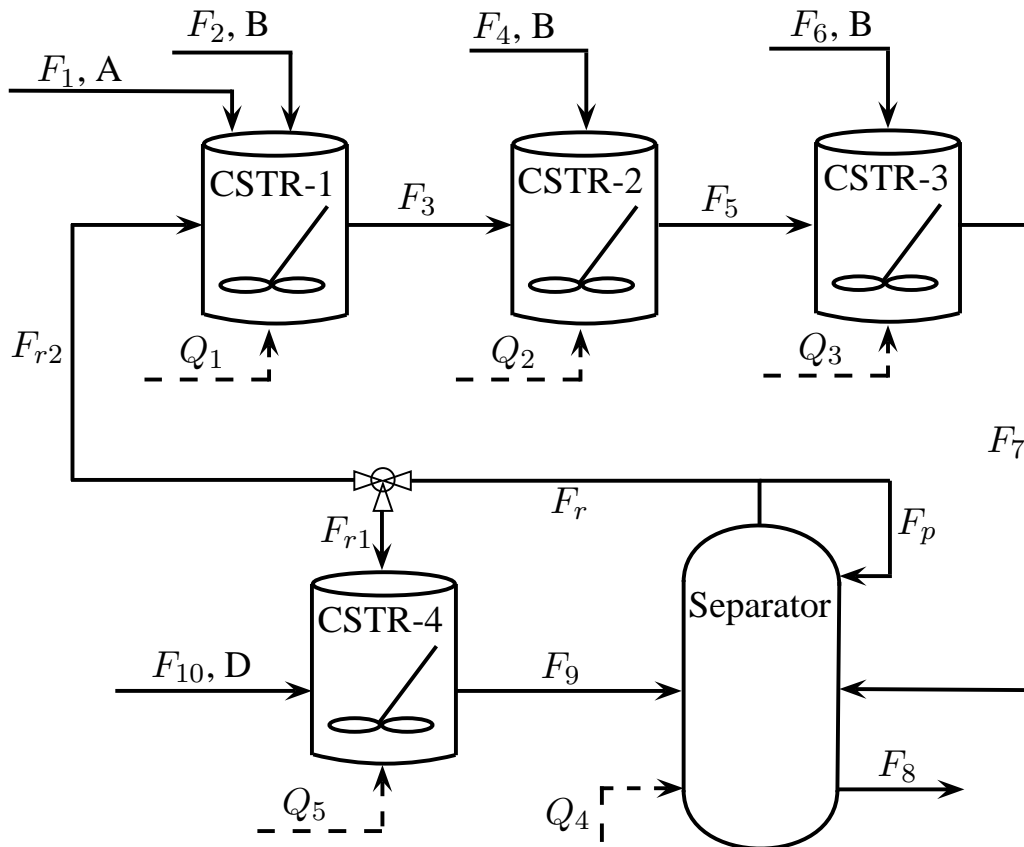 F2, B
F4, B
F6, B
F1, A
CSTR-1
CSTR-2
CSTR-3
F3
F5
Fr2
Q1
Q2
Q3
F7
Fr
Fr1
Fp
CSTR-4
Separator
F10, D
F9
F8
Q5
Q4